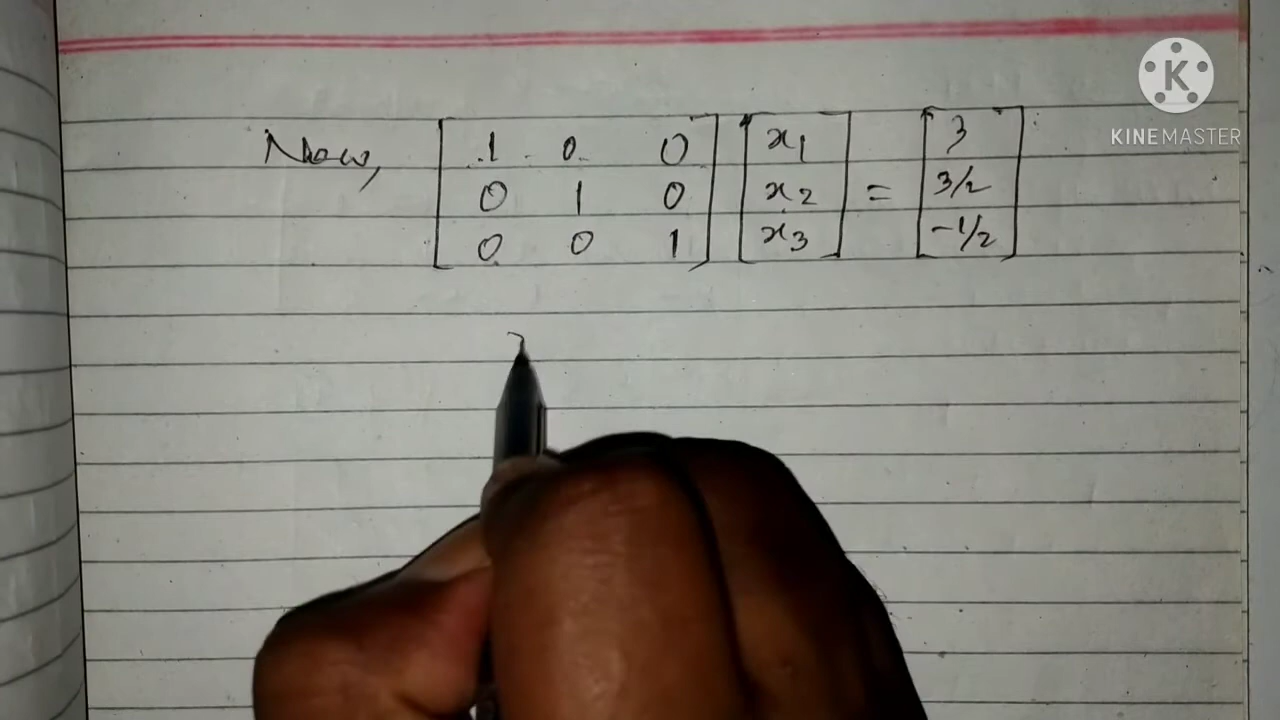 Now, [1 0 0] [x1] [3]
[0 1 0] [x2] = [3/2]
[0 0 1] [x3] [-1/2]
K
KINEMASTER